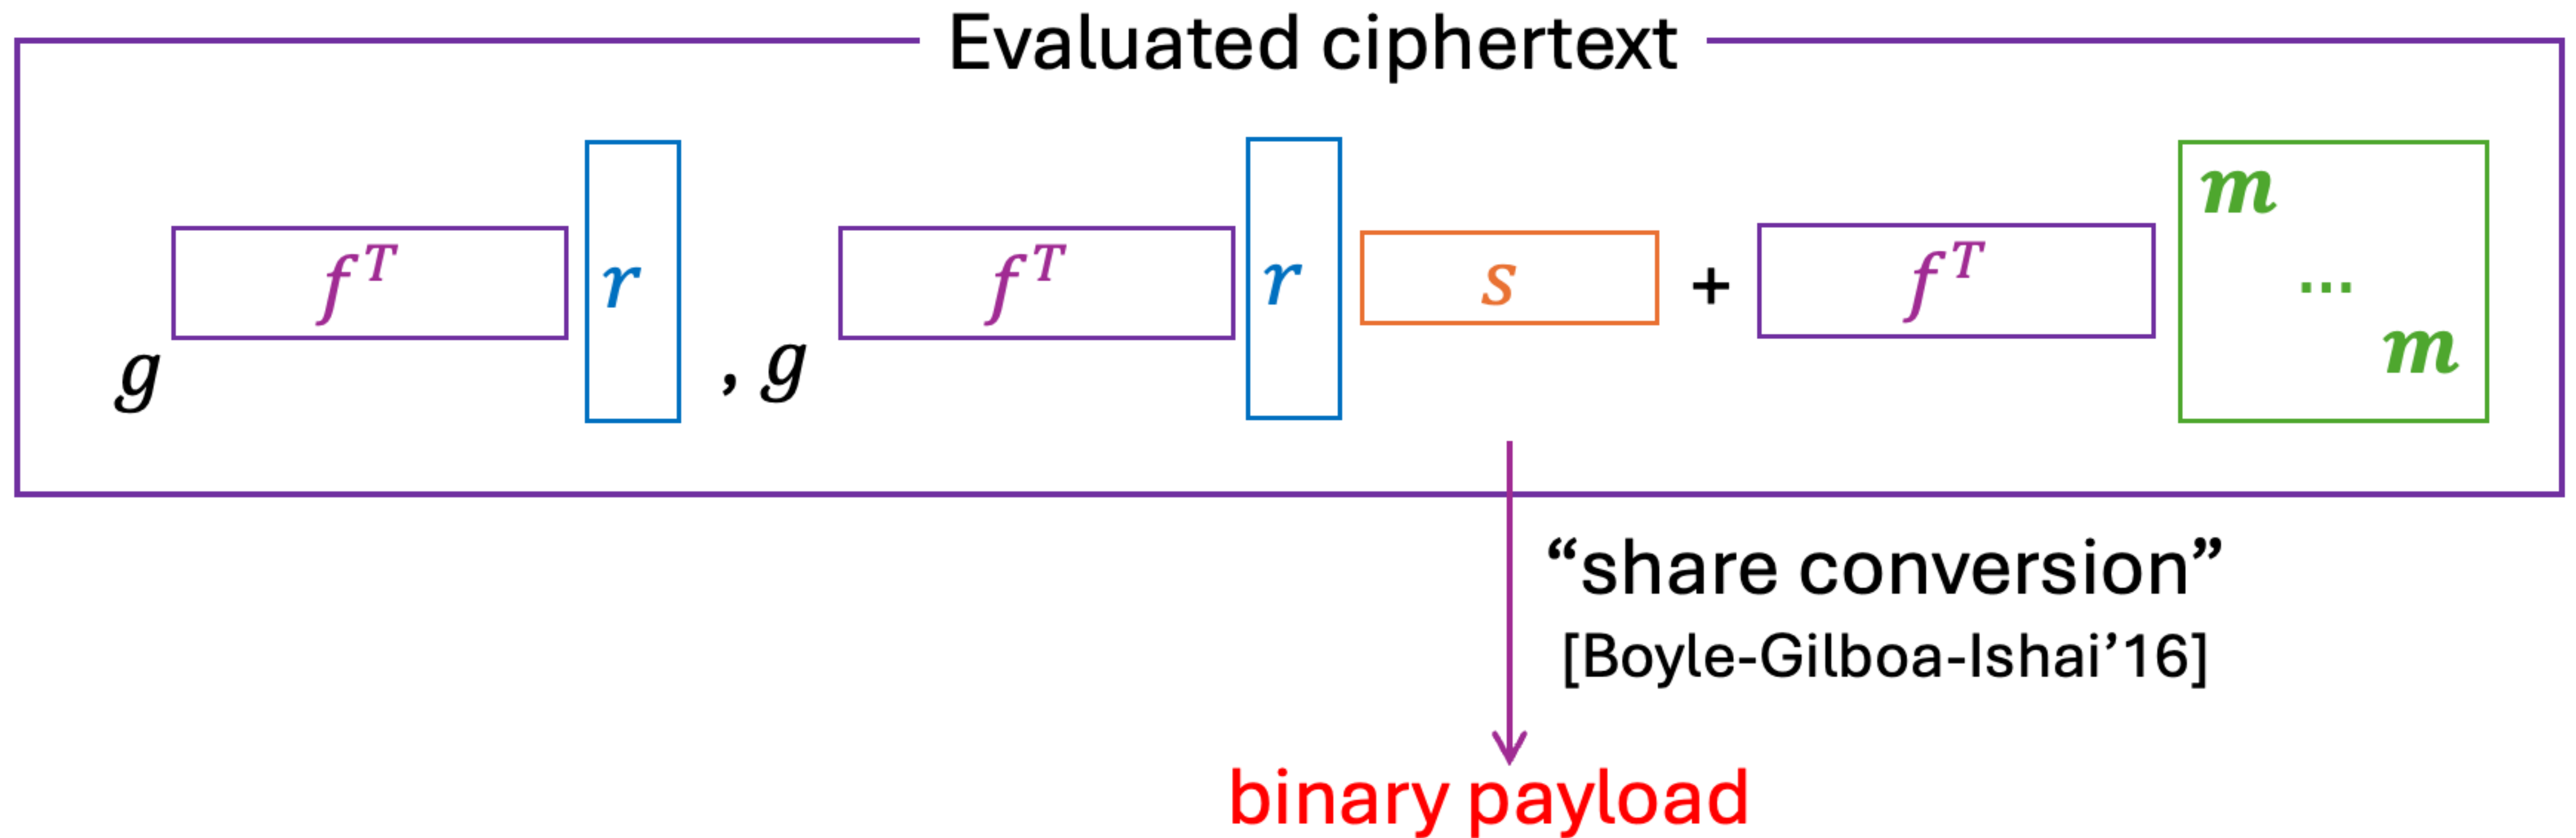 Evaluated ciphertext
g f^T r , g f^T r s + f^T m ... m
“share conversion”
[Boyle-Gilboa-Ishai’16]
binary payload